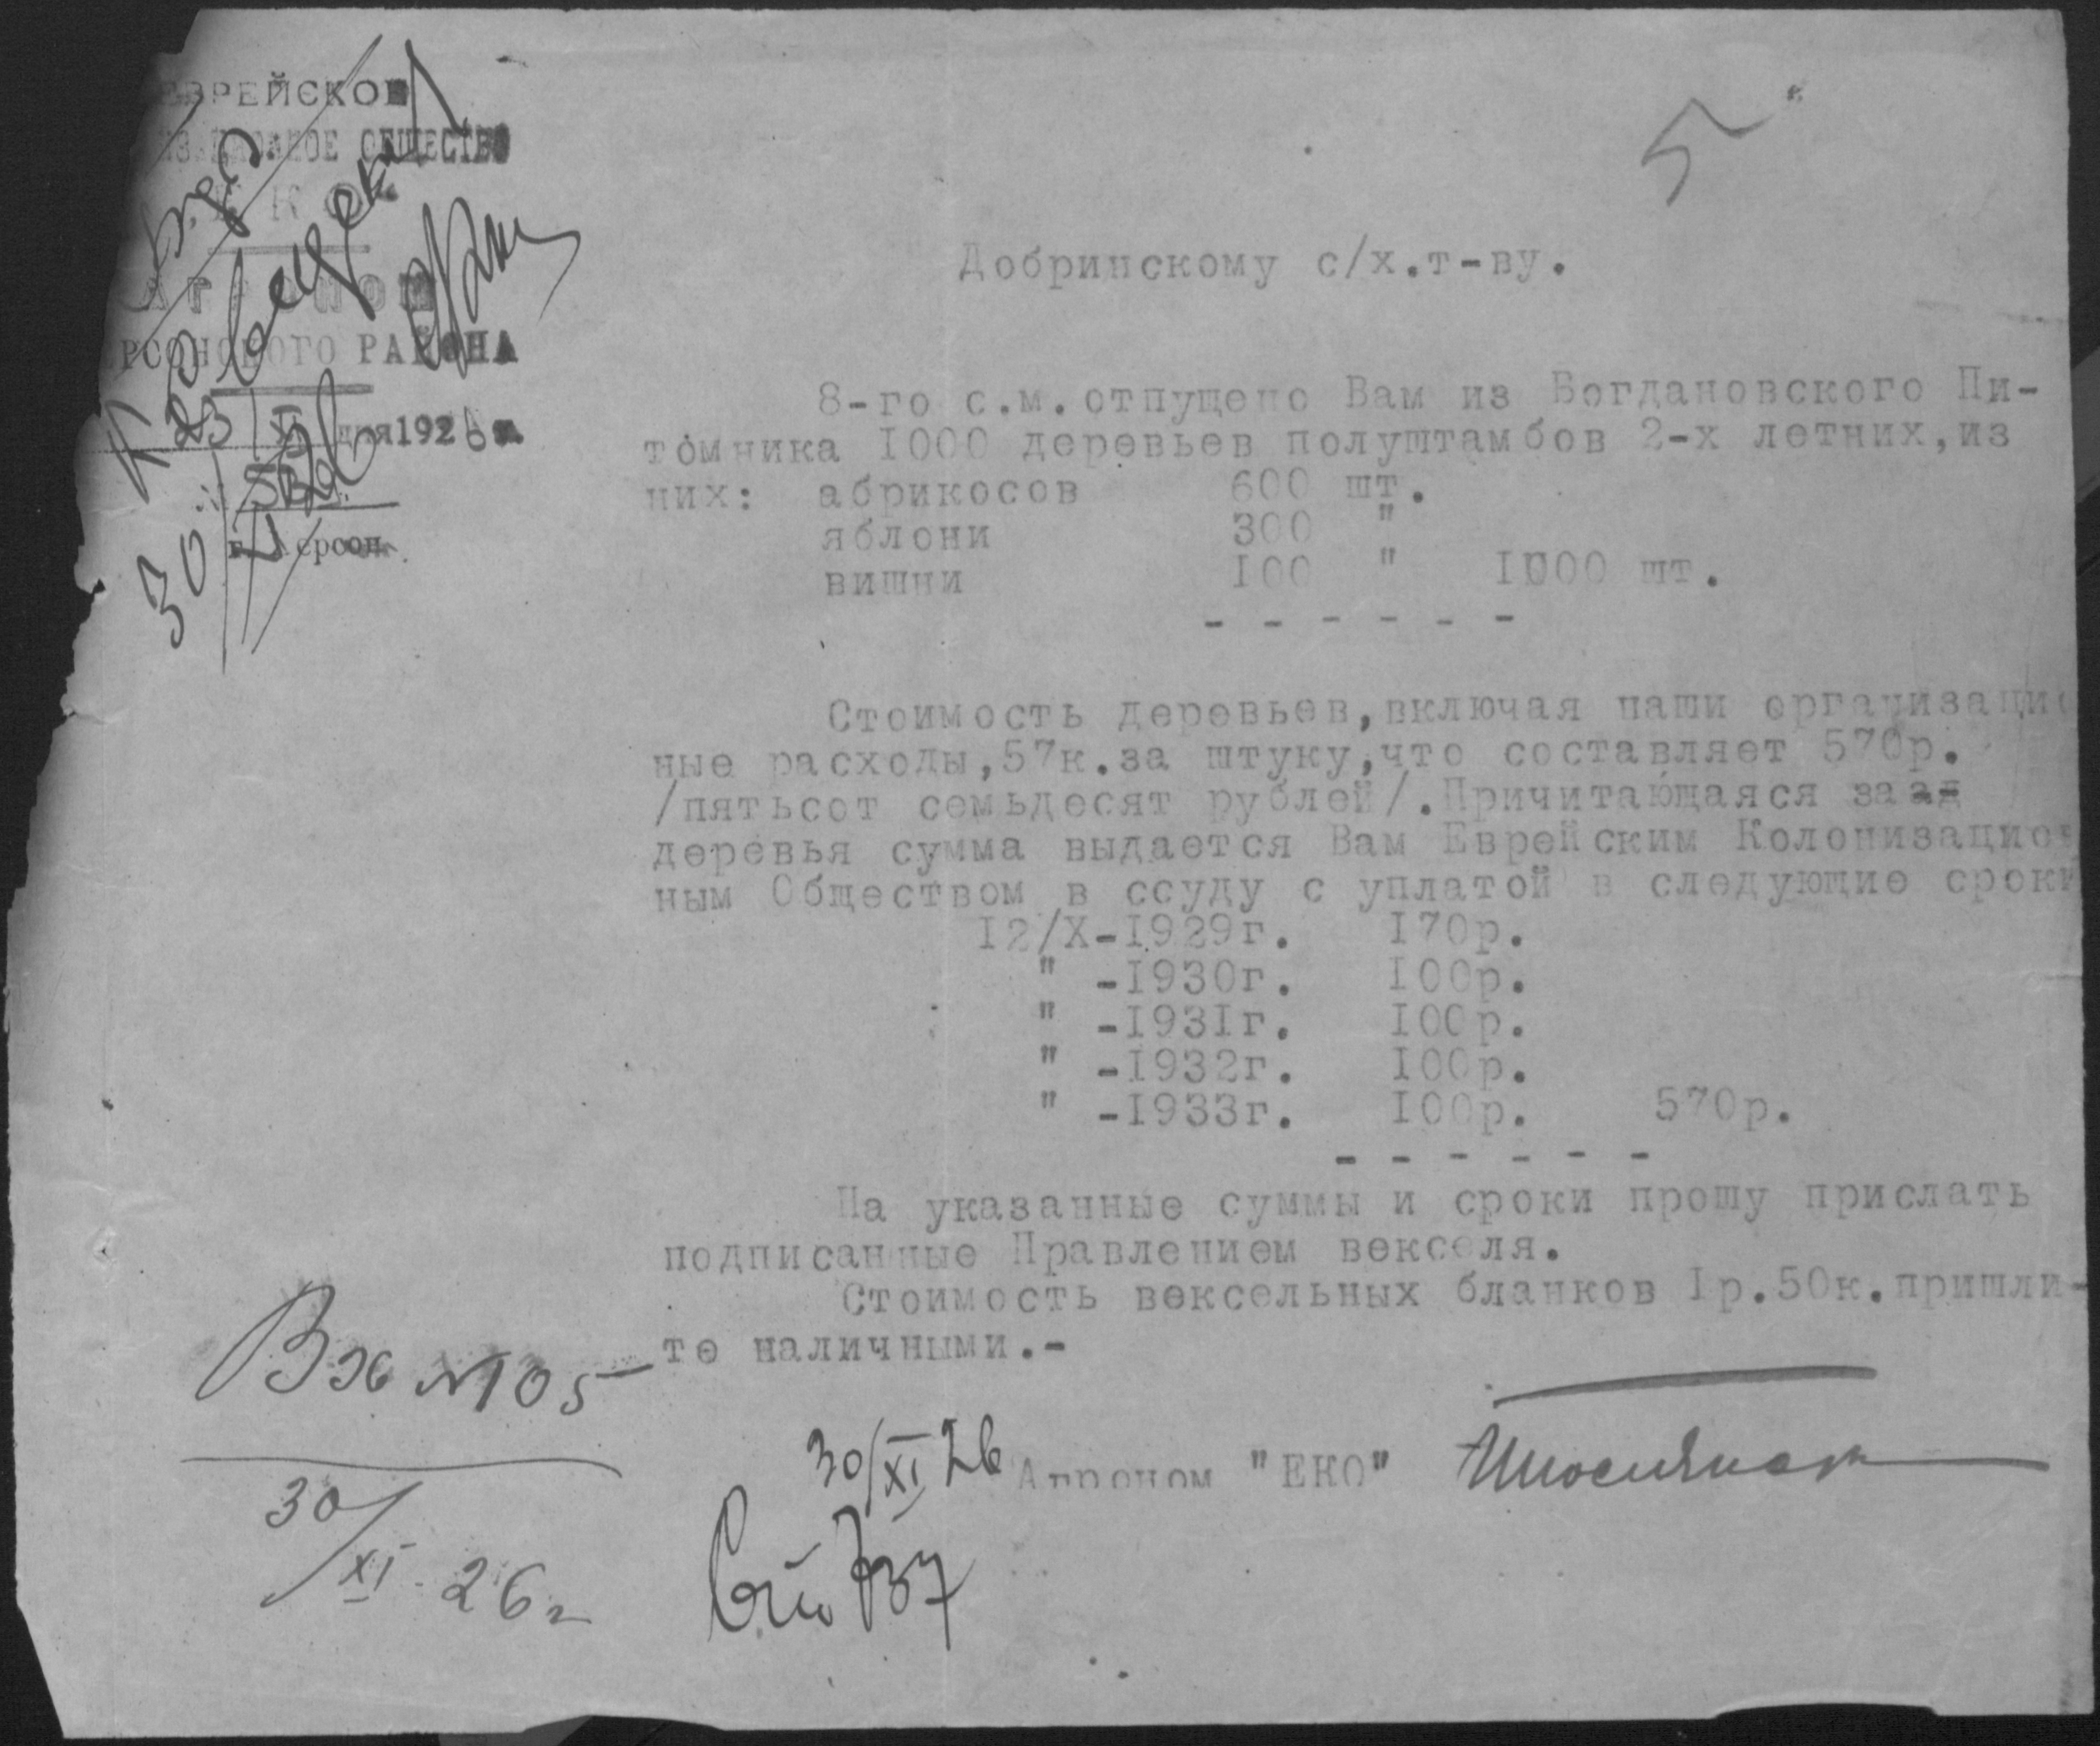 ЕВРЕЙСКОЕ
ОБЩЕСТВО
РАЙОНА
23/XI дня 1926 г.
г. Херсон.
5
Добринскому с/х.т-ву.
8-го с.м.отпущено Вам из Богдановского Пи-
томника 1000 деревьев полуштамбов 2-х летних,из
них: абрикосов 600 шт.
яблони 300 "
вишни 100 " 1000 шт.
- - - - - -
Стоимость деревьев,включая наши организацио
ные расходы,57к.за штуку,что составляет 570р.
/пятьсот семьдесят рублей/.Причитающаяся за
деревья сумма выдается Вам Еврейским Колонизацион
ным Обществом в ссуду с уплатой в следующие сроки
12/X-1929г. 170р.
" -1930г. 100р.
" -1931г. 100р.
" -1932г. 100р.
" -1933г. 100р. 570р.
- - - - - -
На указанные суммы и сроки прошу прислать
подписанные Правлением векселя.
Стоимость вексельных бланков 1р.50к.пришли-
те наличными.-
Вх №105
30/XI 26г
30/XI 26
Агроном "ЕКО"